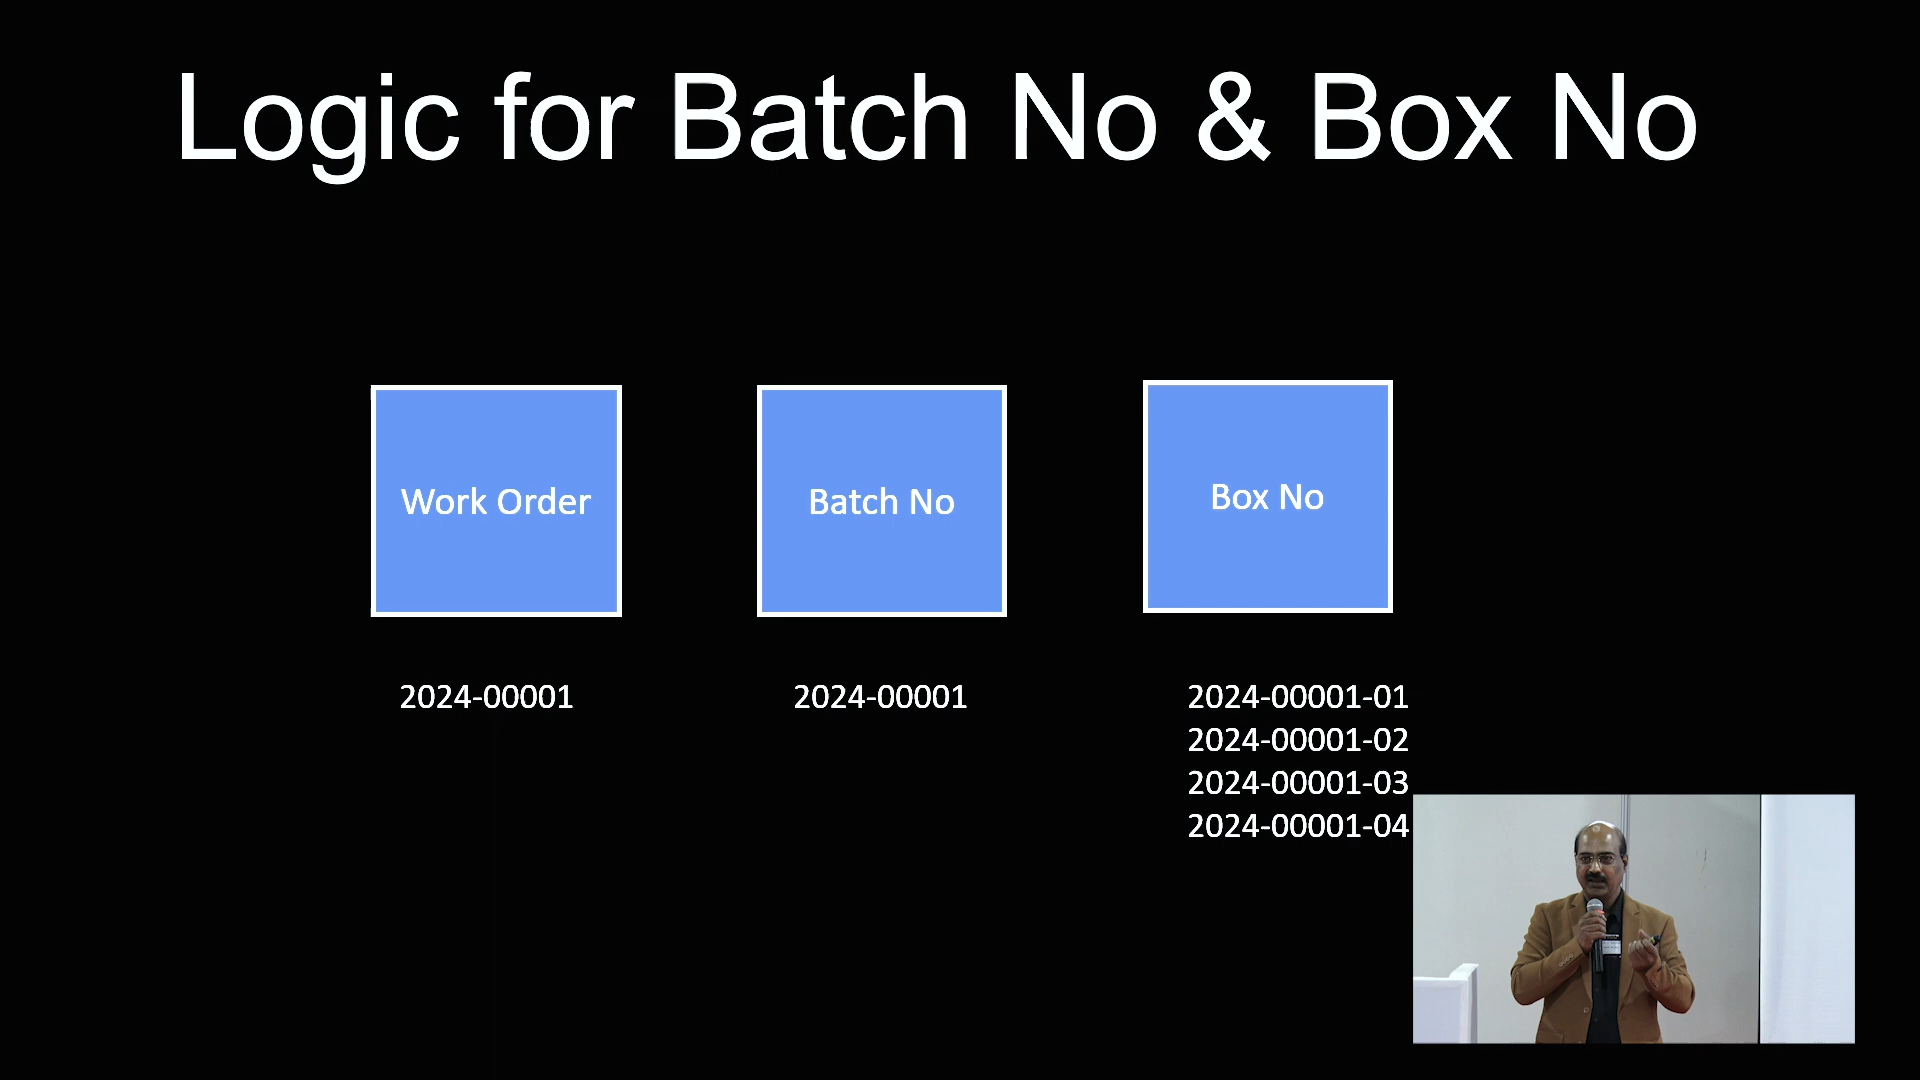 Logic for Batch No & Box No
Work Order
Batch No
Box No
2024-00001
2024-00001
2024-00001-01
2024-00001-02
2024-00001-03
2024-00001-04